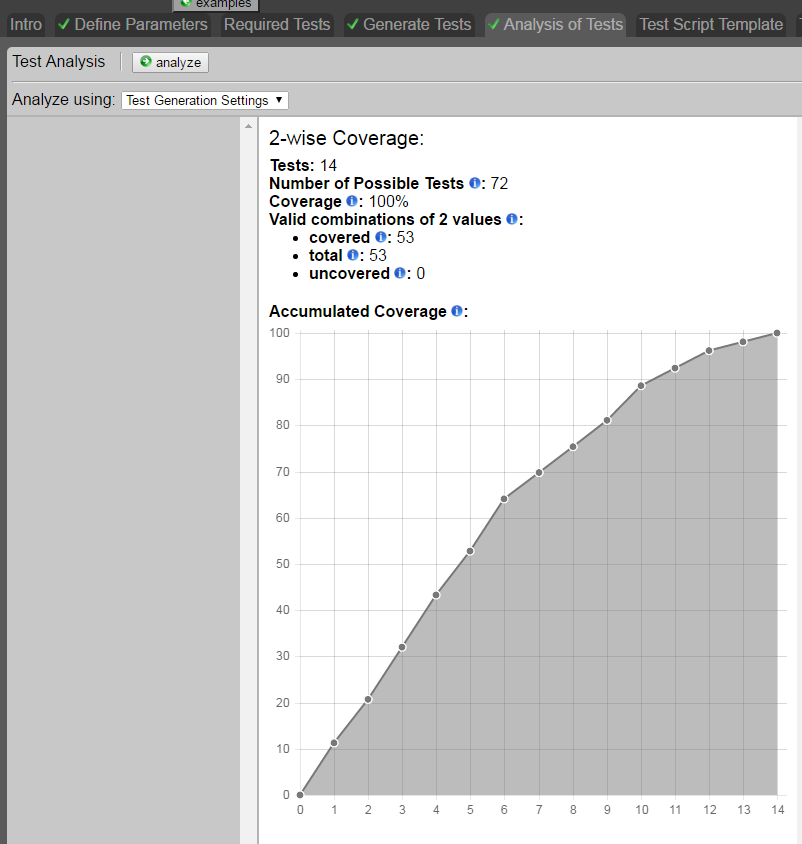 examples
Intro Define Parameters Required Tests Generate Tests Analysis of Tests Test Script Template
Test Analysis analyze
Analyze using: Test Generation Settings
2-wise Coverage:
Tests: 14
Number of Possible Tests : 72
Coverage : 100%
Valid combinations of 2 values :
• covered : 53
• total : 53
• uncovered : 0
Accumulated Coverage :
100
90
80
70
60
50
40
30
20
10
0
0 1 2 3 4 5 6 7 8 9 10 11 12 13 14